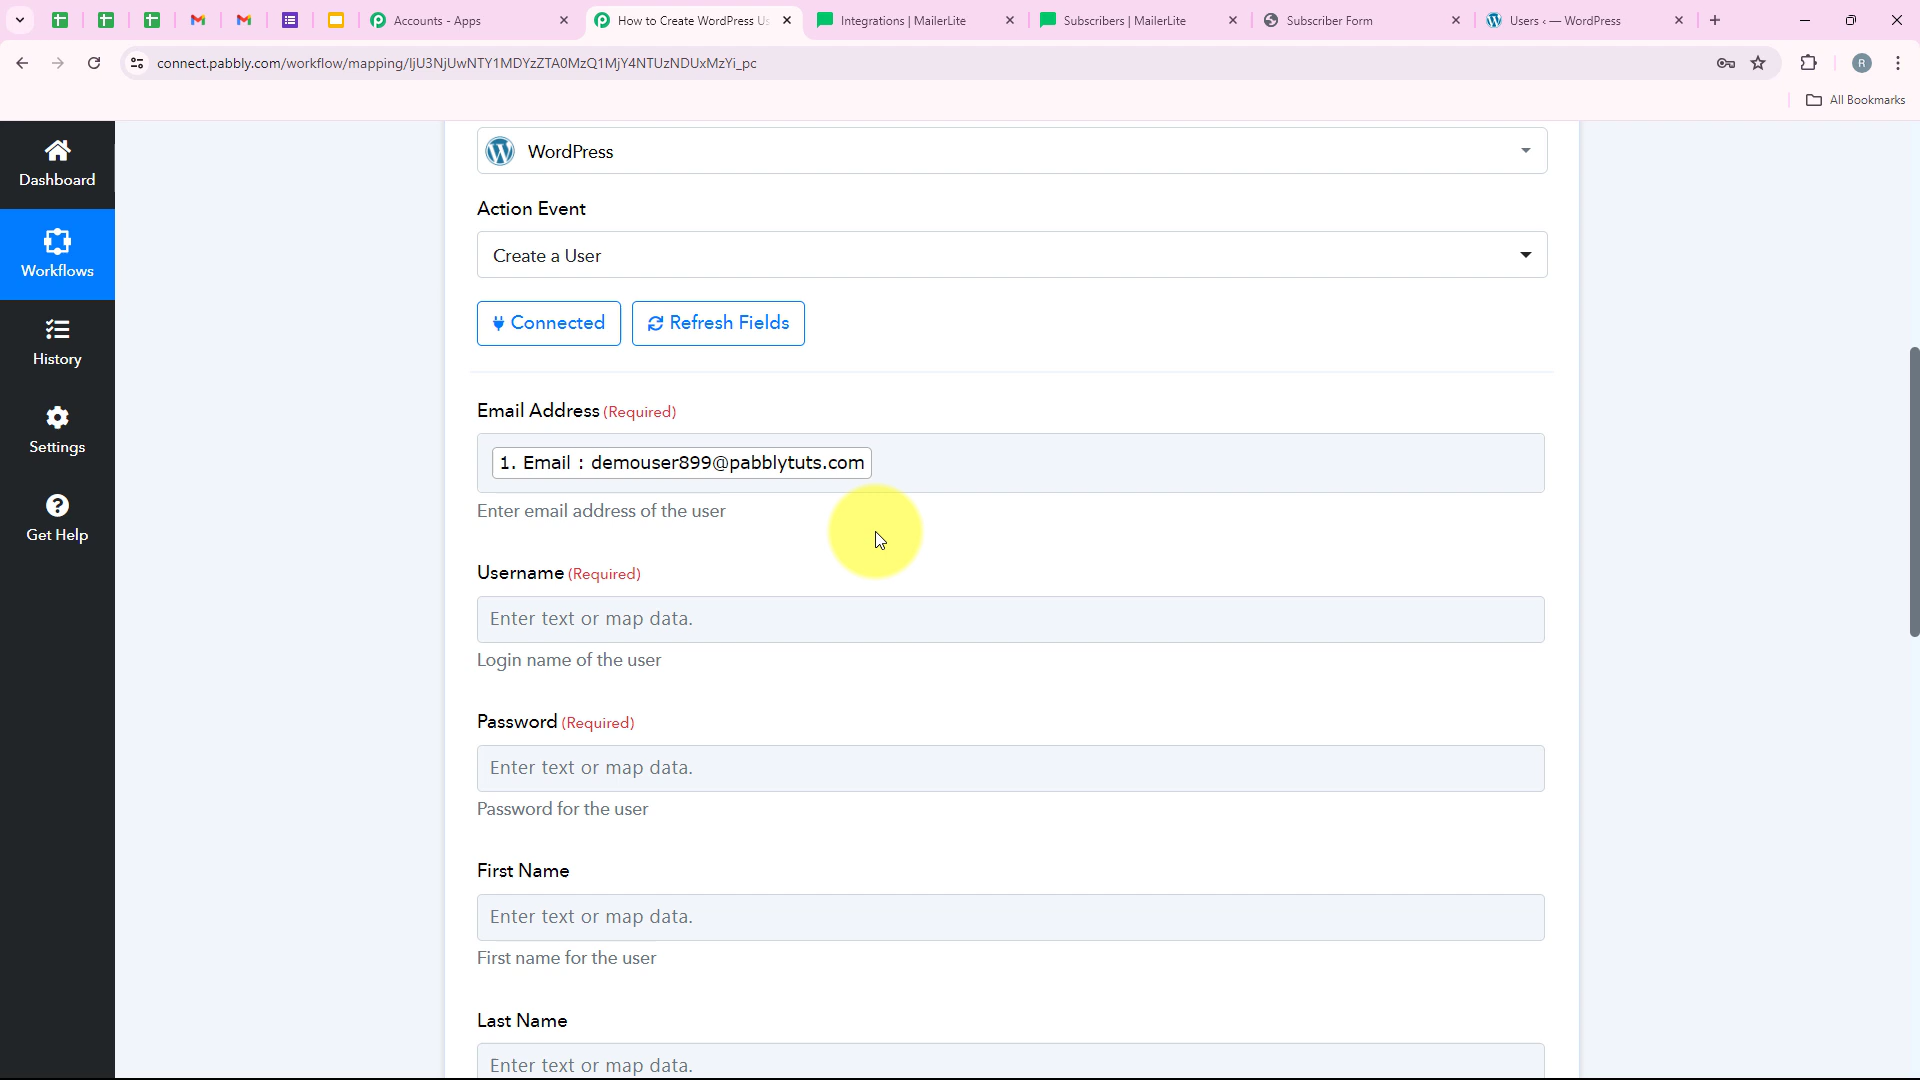 Accounts - Apps
How to Create WordPress Us
Integrations | MailerLite
Subscribers | MailerLite
Subscriber Form
Users ‹ — WordPress
connect.pabbly.com/workflow/mapping/IjU3NjUwNTY1MDYzZTA0MzQ1MjY4NTUzNDUxMzYi_pc
R
All Bookmarks
Dashboard
Workflows
History
Settings
Get Help
WordPress
Action Event
Create a User
Connected
Refresh Fields
Email Address (Required)
1. Email : demouser899@pabblytuts.com
Enter email address of the user
Username (Required)
Enter text or map data.
Login name of the user
Password (Required)
Enter text or map data.
Password for the user
First Name
Enter text or map data.
First name for the user
Last Name
Enter text or map data.